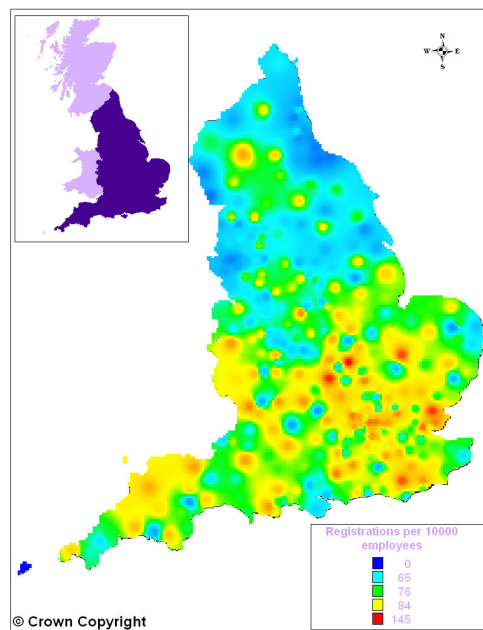 N
W E
S
Registrations per 10000
employees
0
65
76
84
145
© Crown Copyright